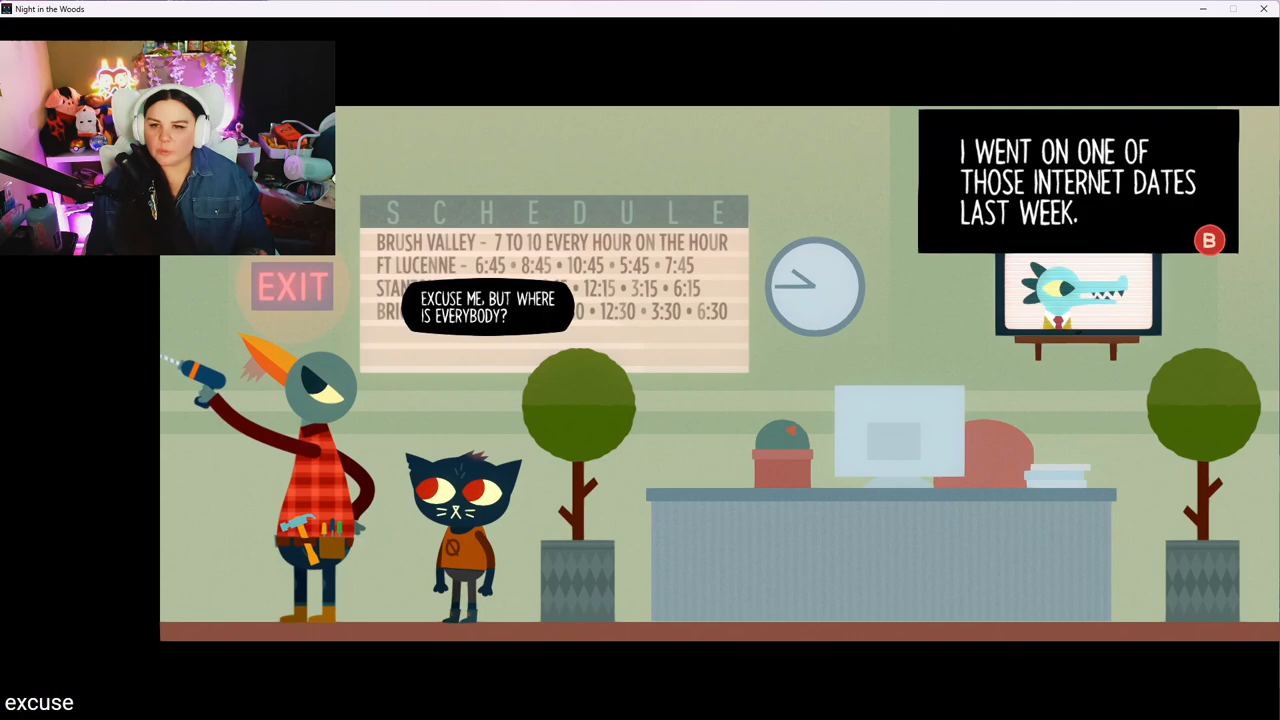 Night in the Woods
I WENT ON ONE OF
THOSE INTERNET DATES
LAST WEEK.
B
SCHEDULE
BRUSH VALLEY - 7 TO 10 EVERY HOUR ON THE HOUR
FT LUCENNE - 6:45 • 8:45 • 10:45 • 5:45 • 7:45
• 12:15 • 3:15 • 6:15
• 12:30 • 3:30 • 6:30
EXIT
EXCUSE ME, BUT WHERE
IS EVERYBODY?
excuse